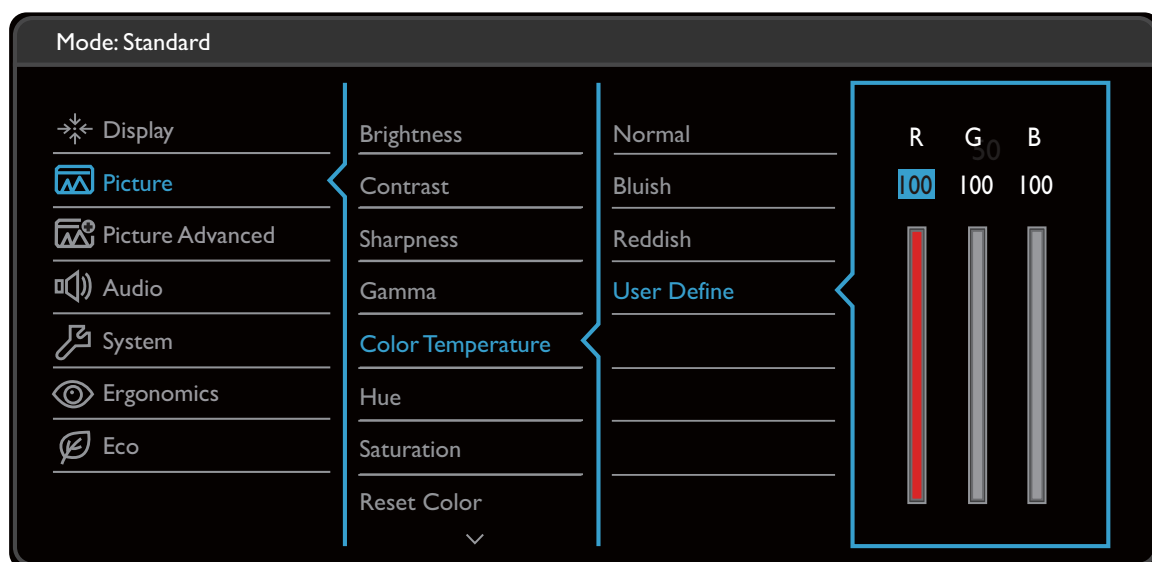 Mode: Standard
Display
Picture
Picture Advanced
Audio
System
Ergonomics
Eco
Brightness
Contrast
Sharpness
Gamma
Color Temperature
Hue
Saturation
Reset Color
Normal
Bluish
Reddish
User Define
R G B
50
100 100 100